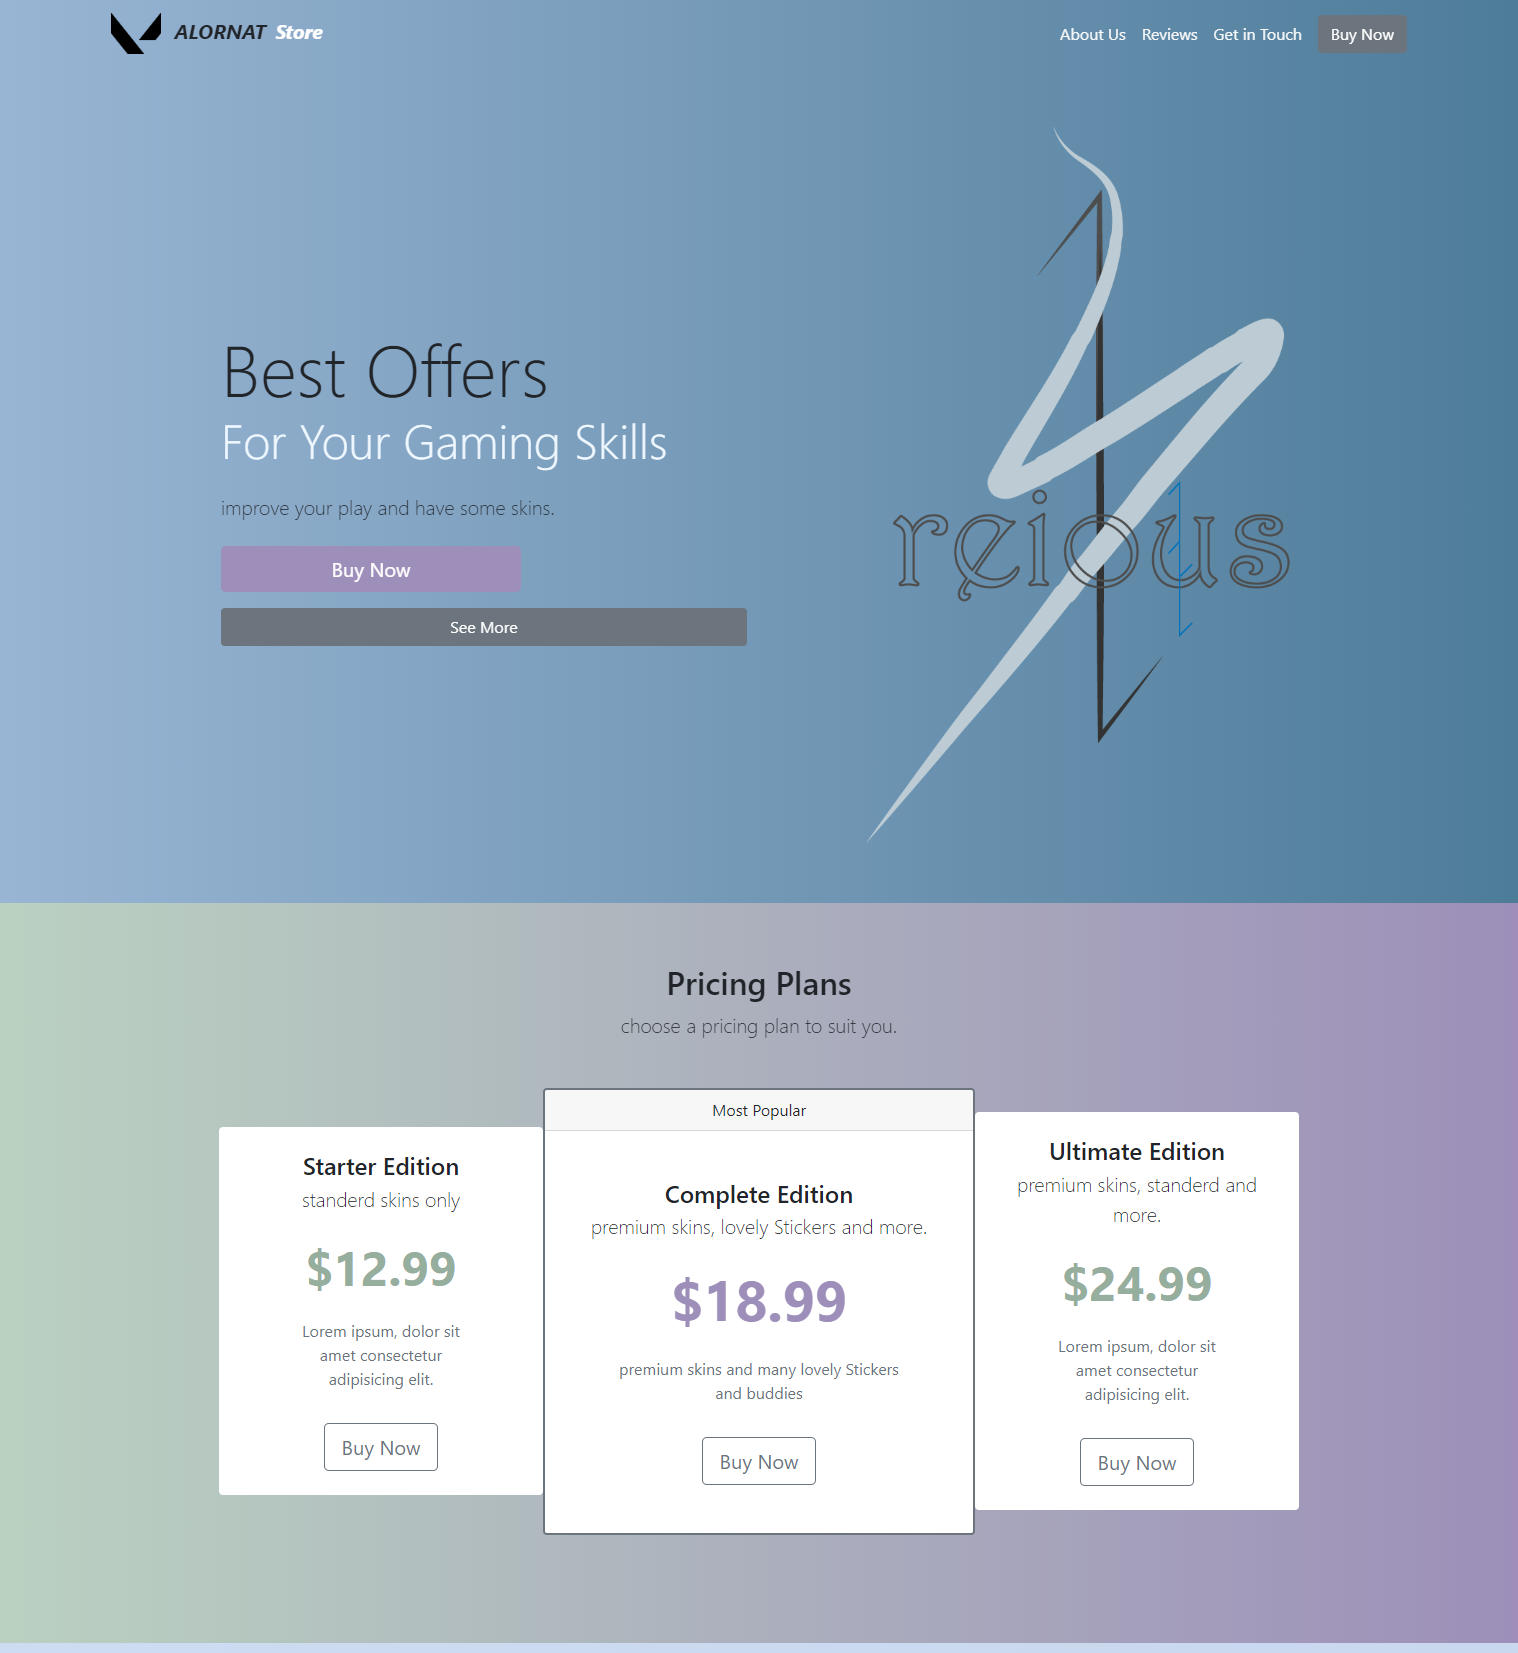 ALORNAT Store
About Us Reviews Get in Touch Buy Now
Best Offers
For Your Gaming Skills
improve your play and have some skins.
Buy Now
See More
reious
Pricing Plans
choose a pricing plan to suit you.
Starter Edition
standerd skins only
$12.99
Lorem ipsum, dolor sit
amet consectetur
adipisicing elit.
Buy Now
Most Popular
Complete Edition
premium skins, lovely Stickers and more.
$18.99
premium skins and many lovely Stickers
and buddies
Buy Now
Ultimate Edition
premium skins, standerd and
more.
$24.99
Lorem ipsum, dolor sit
amet consectetur
adipisicing elit.
Buy Now